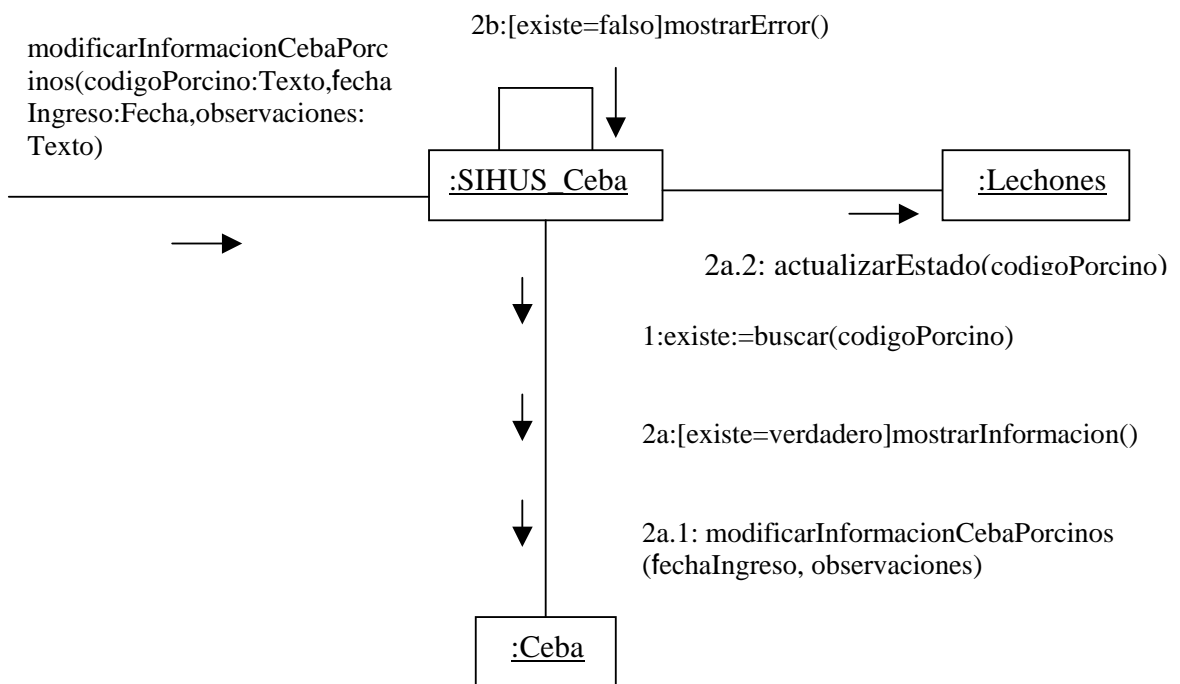 2b:[existe=falso]mostrarError()
modificarInformacionCebaPorc
inos(codigoPorcino:Texto,fecha
Ingreso:Fecha,observaciones:
Texto)
:SIHUS_Ceba
:Lechones
2a.2: actualizarEstado(codigoPorcino)
1:existe:=buscar(codigoPorcino)
2a:[existe=verdadero]mostrarInformacion()
2a.1: modificarInformacionCebaPorcinos
(fechaIngreso, observaciones)
:Ceba